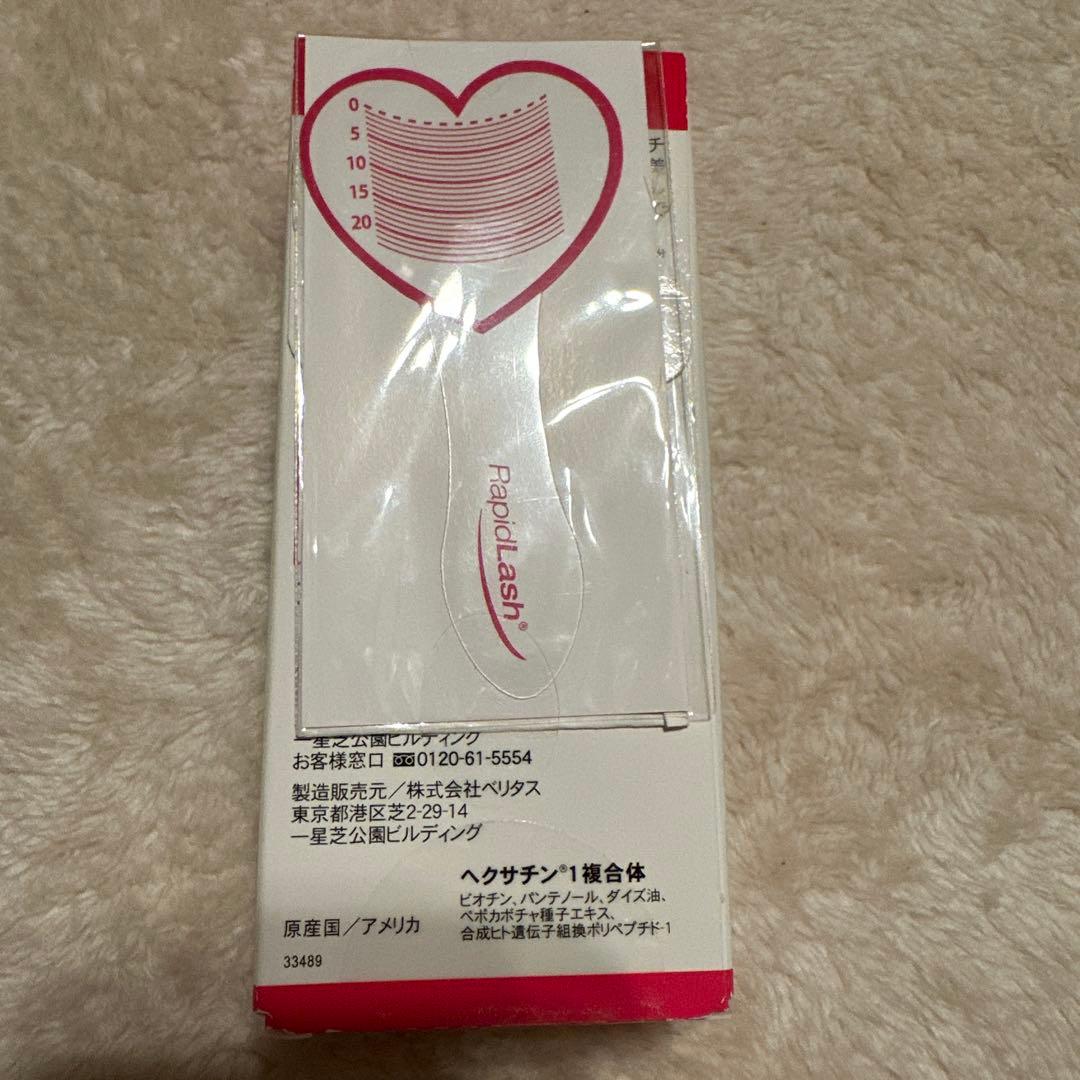 0
5
10
15
20
チ
分
RapidLash®
一星芝公園ビルディング
お客様窓口 0120-61-5554
製造販売元／株式会社ベリタス
東京都港区芝2-29-14
一星芝公園ビルディング
ヘクサチン®1複合体
ビオチン、パンテノール、ダイズ油、
ペポカボチャ種子エキス、
合成ヒト遺伝子組換ポリペプチド-1
原産国／アメリカ
33489